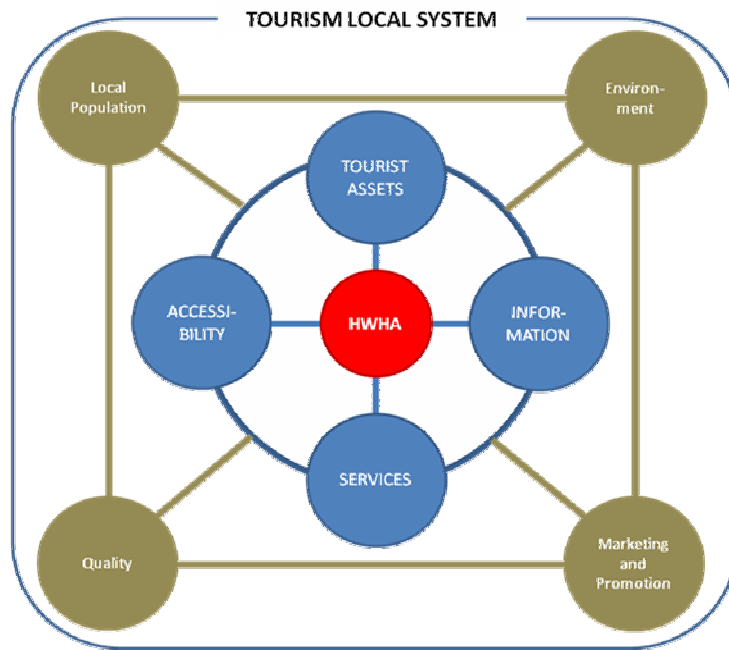 TOURISM LOCAL SYSTEM
Local
Population
Environ-
ment
TOURIST
ASSETS
ACCESSI-
BILITY
HWHA
INFOR-
MATION
SERVICES
Quality
Marketing
and
Promotion